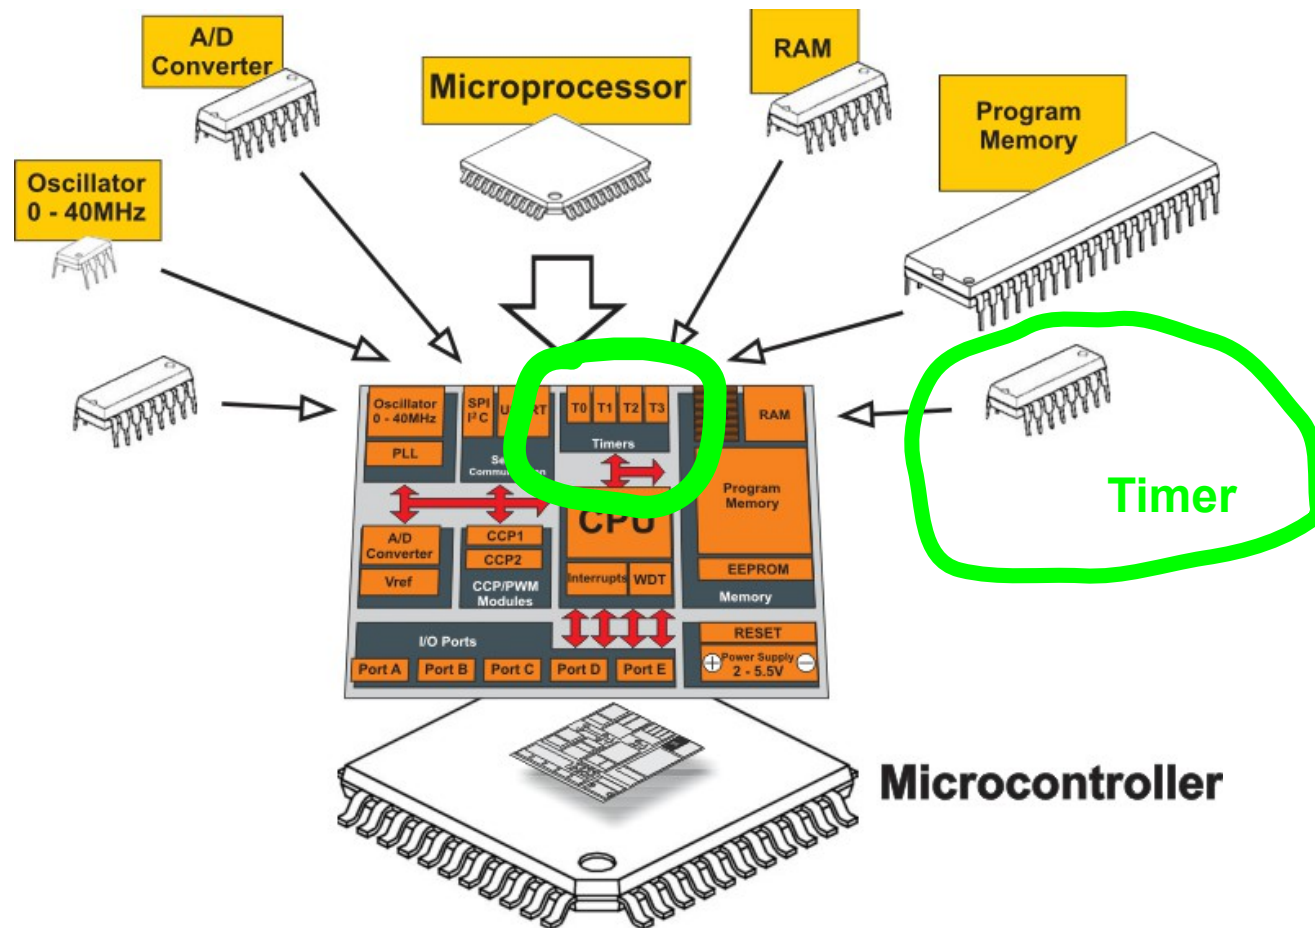 A/D
Converter
Microprocessor
RAM
Program
Memory
Oscillator
0 - 40MHz
Timer
Oscillator
0 - 40MHz
PLL
SPI
I²C
T0 T1 T2 T3
Timers
RAM
Program
Memory
EEPROM
Memory
A/D
Converter
Vref
CCP1
CCP2
CCP/PWM
Modules
CPU
Interrupts WDT
I/O Ports
Port A Port B Port C Port D Port E
RESET
Power Supply
2 - 5.5V
Microcontroller